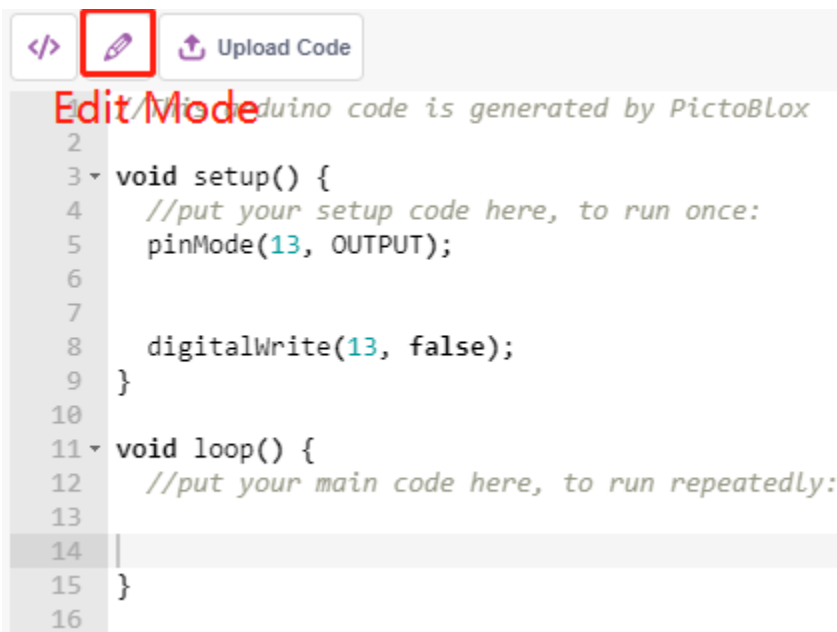 </> Upload Code
Edit Mode
1 //This arduino code is generated by PictoBlox
2
3 void setup() {
4 //put your setup code here, to run once:
5 pinMode(13, OUTPUT);
6
7
8 digitalWrite(13, false);
9 }
10
11 void loop() {
12 //put your main code here, to run repeatedly:
13
14
15 }
16